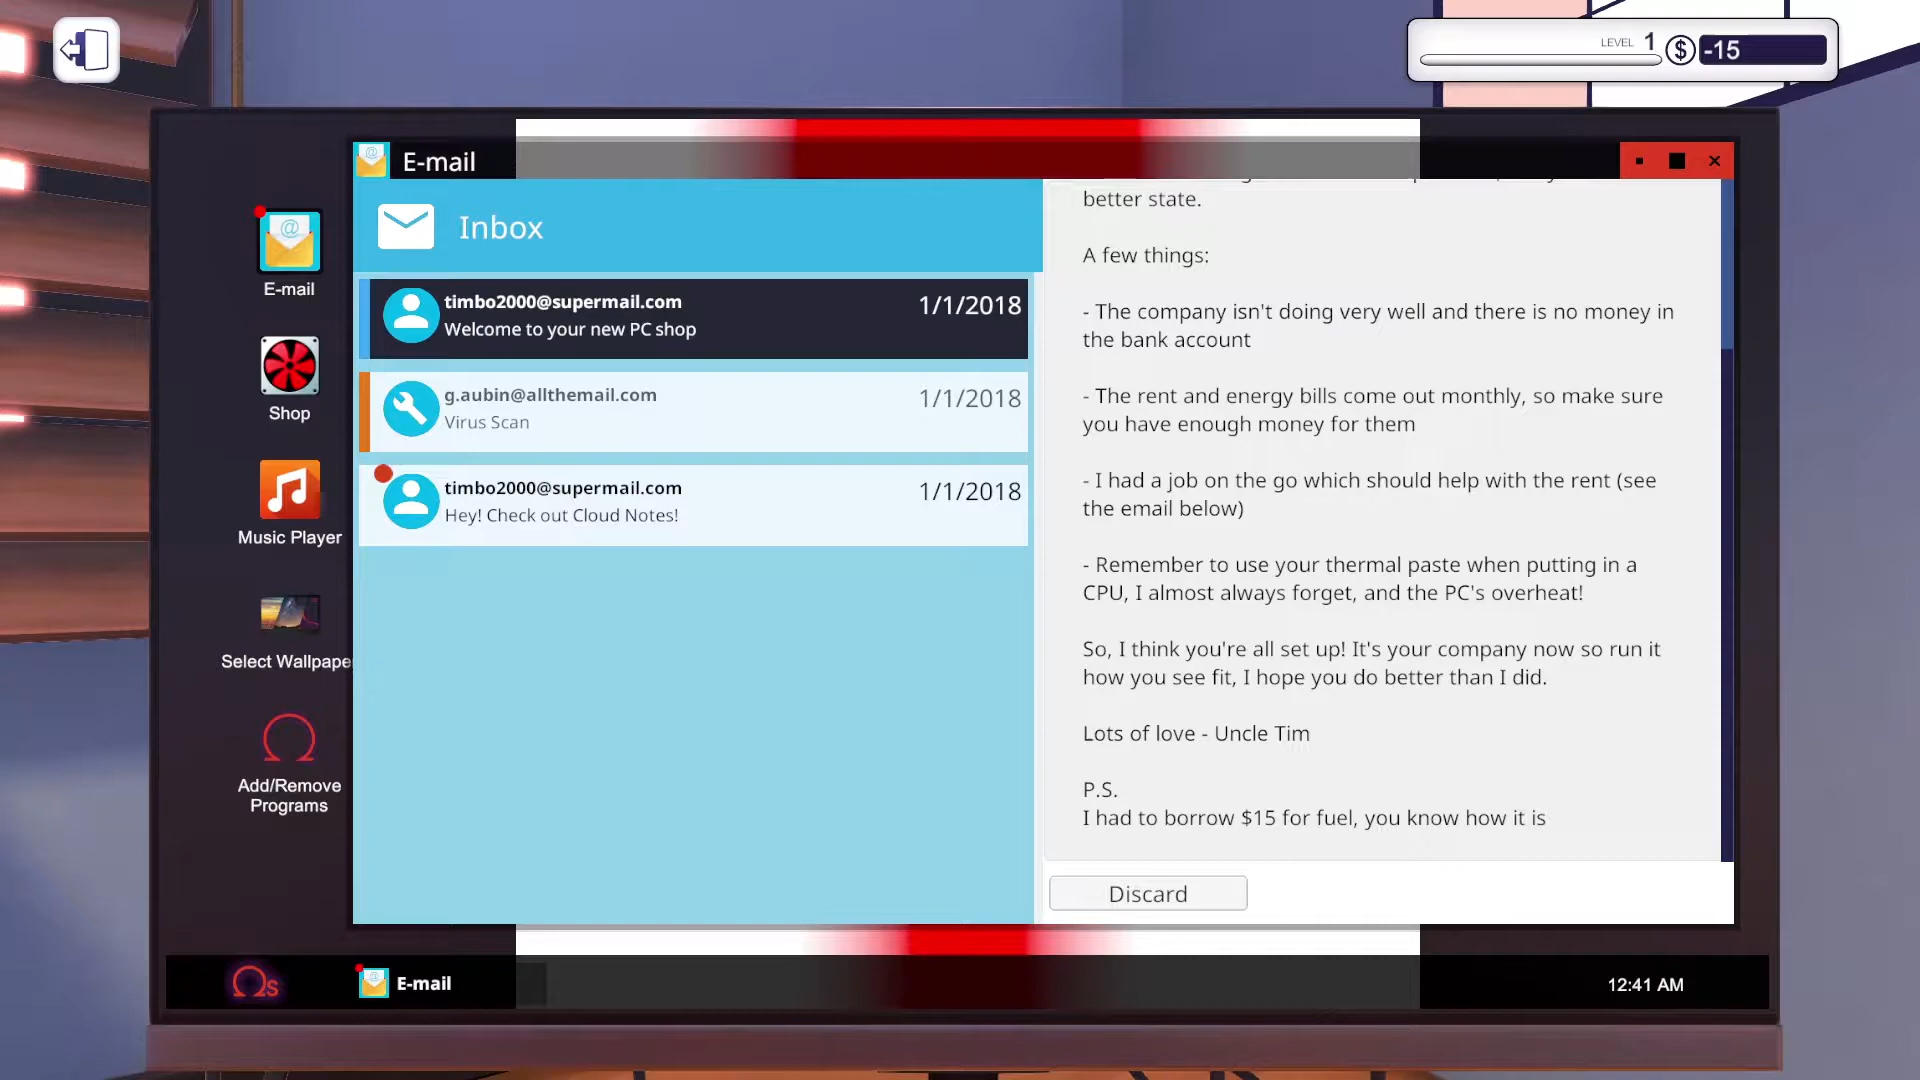 LEVEL 1
$ -15
E-mail
Inbox
E-mail
timbo2000@supermail.com
1/1/2018
Welcome to your new PC shop
g.aubin@allthemail.com
1/1/2018
Virus Scan
timbo2000@supermail.com
1/1/2018
Hey! Check out Cloud Notes!
Shop
Music Player
Select Wallpape
Add/Remove
Programs
better state.
A few things:
- The company isn't doing very well and there is no money in
the bank account
- The rent and energy bills come out monthly, so make sure
you have enough money for them
- I had a job on the go which should help with the rent (see
the email below)
- Remember to use your thermal paste when putting in a
CPU, I almost always forget, and the PC's overheat!
So, I think you're all set up! It's your company now so run it
how you see fit, I hope you do better than I did.
Lots of love - Uncle Tim
P.S.
I had to borrow $15 for fuel, you know how it is
Discard
Ωs
E-mail
12:41 AM